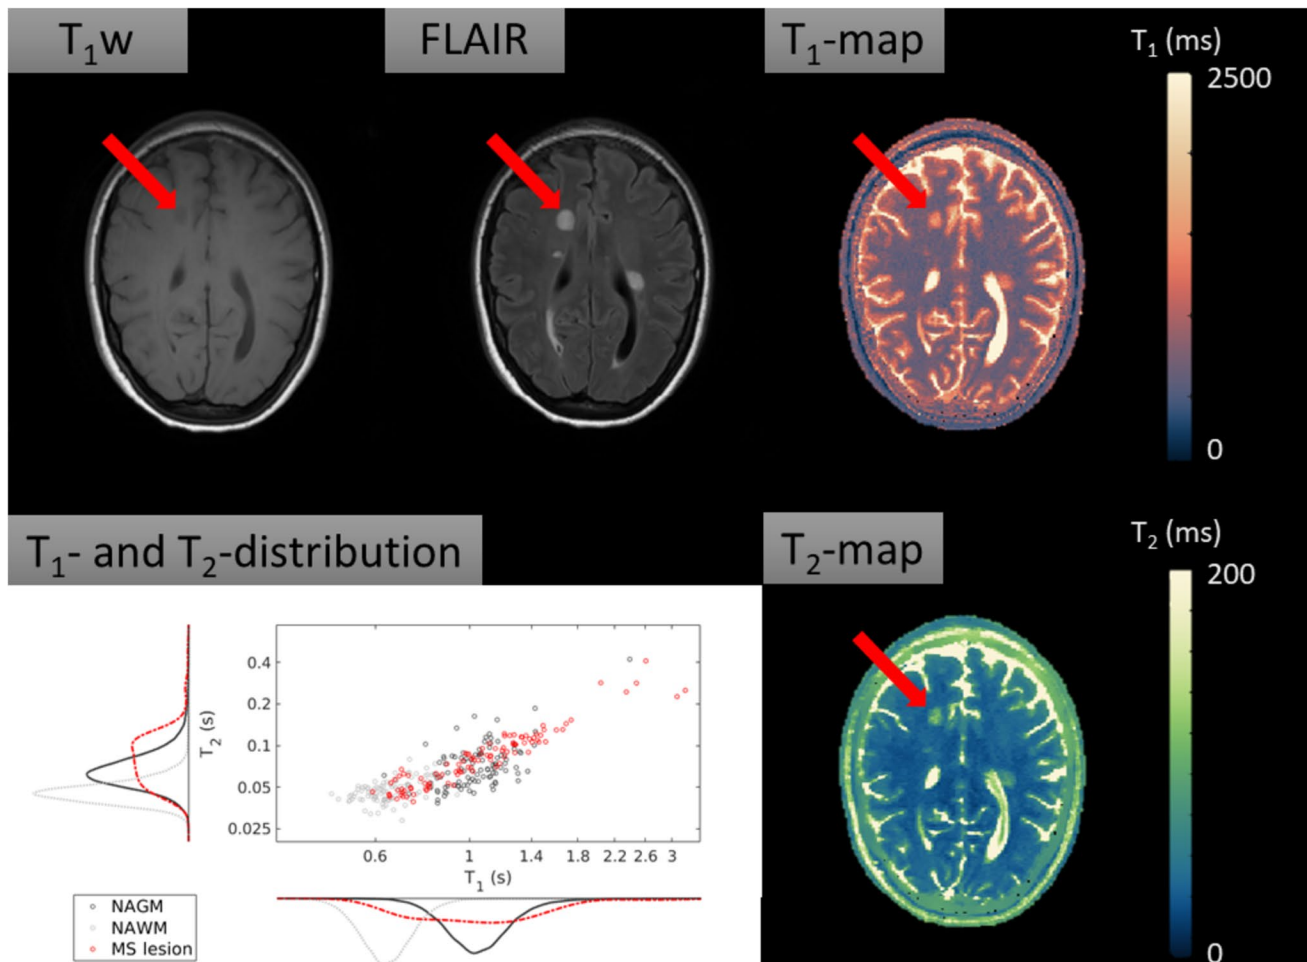 T₁w
FLAIR
T₁-map
T₁ (ms)
2500
0
T₁- and T₂-distribution
T₂-map
T₂ (ms)
200
0
T₂ (s)
0.4
0.2
0.1
0.05
0.025
0.6
1
1.4
1.8
2.2
2.6
3
T₁ (s)
NAGM
NAWM
MS lesion